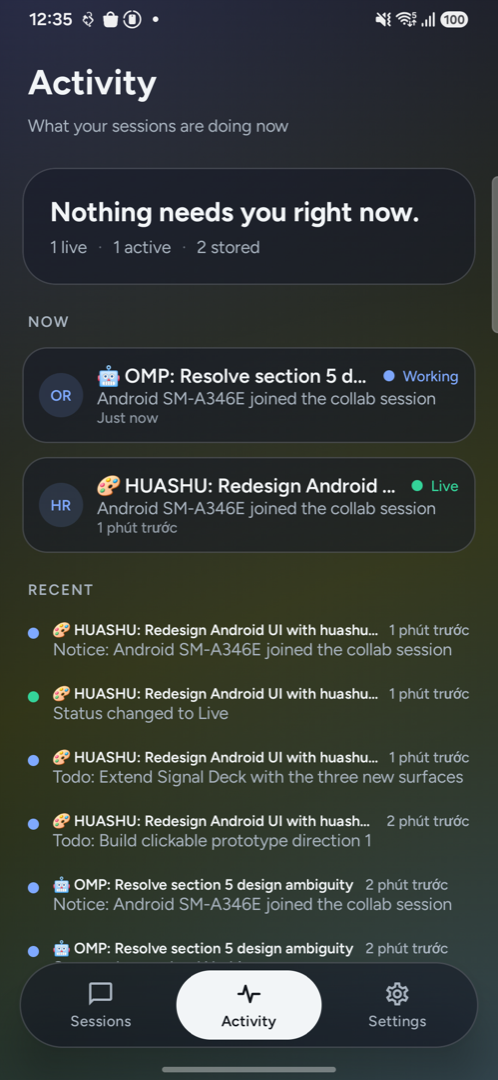 12:35
100
Activity
What your sessions are doing now
Nothing needs you right now.
1 live · 1 active · 2 stored
NOW
OR
🤖 OMP: Resolve section 5 d... Working
Android SM-A346E joined the collab session
Just now
HR
🎨 HUASHU: Redesign Android ... Live
Android SM-A346E joined the collab session
1 phút trước
RECENT
🎨 HUASHU: Redesign Android UI with huashu... 1 phút trước
Notice: Android SM-A346E joined the collab session
🎨 HUASHU: Redesign Android UI with huashu... 1 phút trước
Status changed to Live
🎨 HUASHU: Redesign Android UI with huashu... 1 phút trước
Todo: Extend Signal Deck with the three new surfaces
🎨 HUASHU: Redesign Android UI with huash... 2 phút trước
Todo: Build clickable prototype direction 1
🤖 OMP: Resolve section 5 design ambiguity 2 phút trước
Notice: Android SM-A346E joined the collab session
🤖 OMP: Resolve section 5 design ambiguity 2 phút trước
Sessions
Activity
Settings